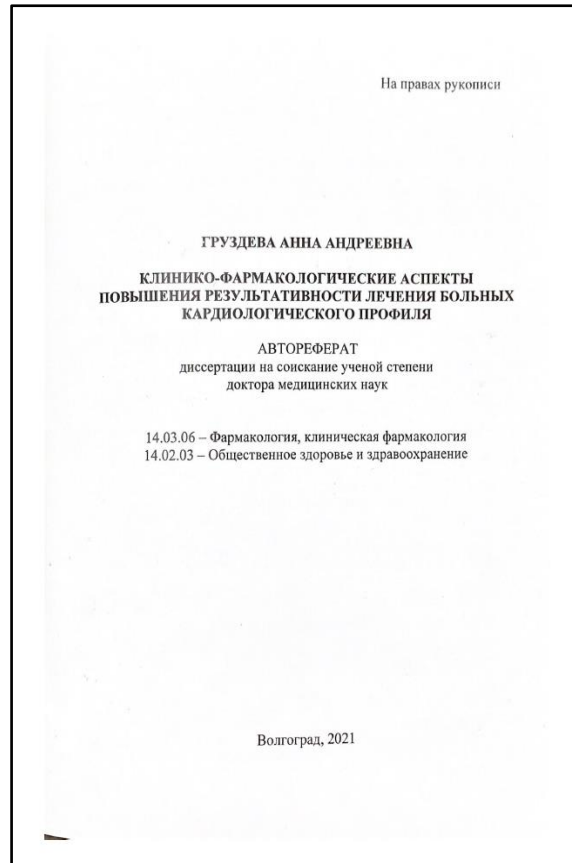 На правах рукописи
ГРУЗДЕВА АННА АНДРЕЕВНА
КЛИНИКО-ФАРМАКОЛОГИЧЕСКИЕ АСПЕКТЫ
ПОВЫШЕНИЯ РЕЗУЛЬТАТИВНОСТИ ЛЕЧЕНИЯ БОЛЬНЫХ
КАРДИОЛОГИЧЕСКОГО ПРОФИЛЯ
АВТОРЕФЕРАТ
диссертации на соискание ученой степени
доктора медицинских наук
14.03.06 – Фармакология, клиническая фармакология
14.02.03 – Общественное здоровье и здравоохранение
Волгоград, 2021